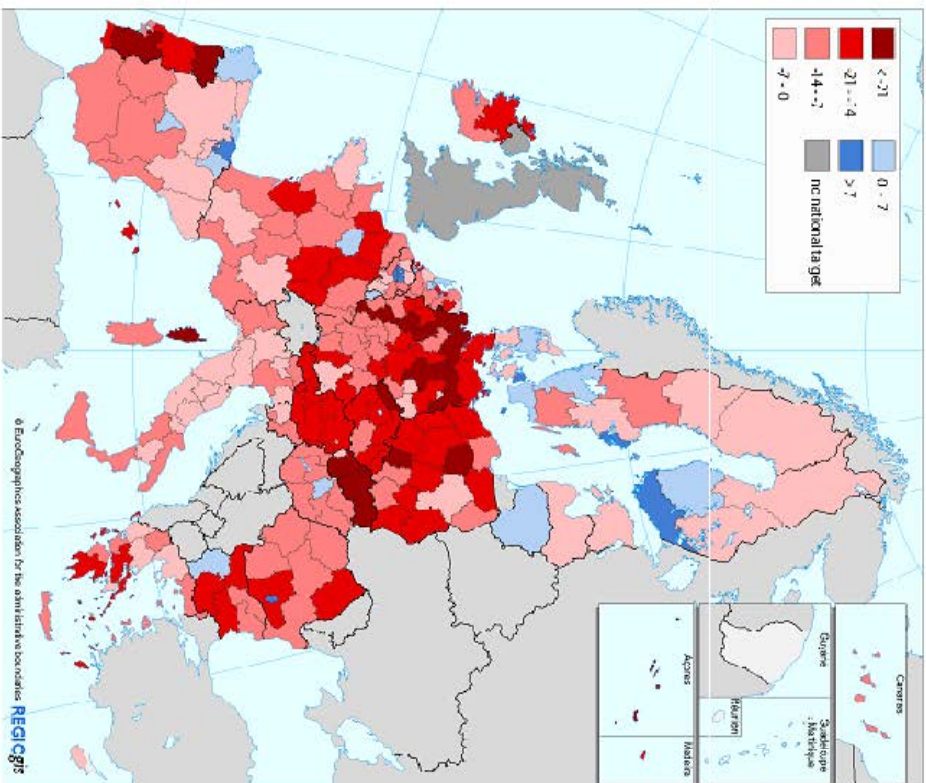 < -21
-21 - -14
-14 - -7
-7 - 0
0 - 7
> 7
no national target
Canarias
Guyane
Guadeloupe
Martinique
Réunion
Açores
Madeira
© EuroGeographics Association for the administrative boundaries
REGIOgis